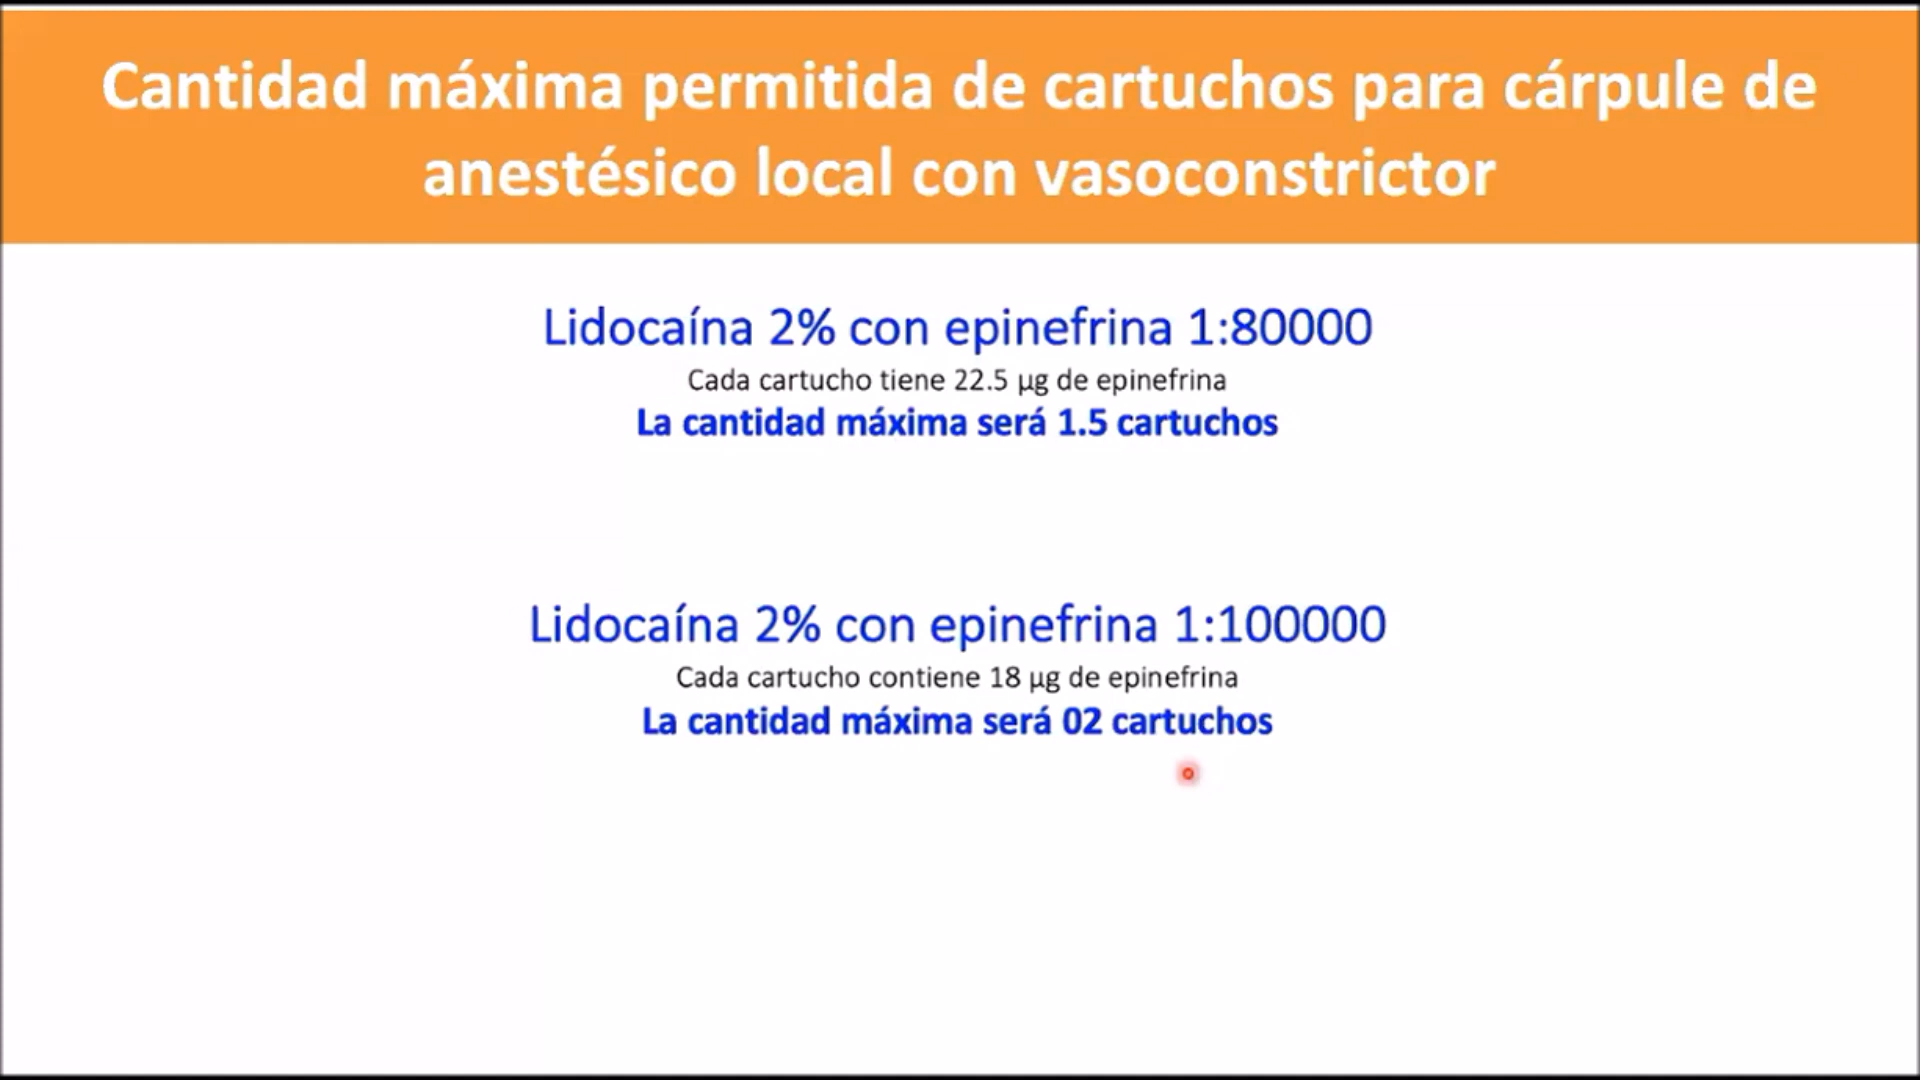 Cantidad máxima permitida de cartuchos para cárpule de
anestésico local con vasoconstrictor
Lidocaína 2% con epinefrina 1:80000
Cada cartucho tiene 22.5 µg de epinefrina
La cantidad máxima será 1.5 cartuchos
Lidocaína 2% con epinefrina 1:100000
Cada cartucho contiene 18 µg de epinefrina
La cantidad máxima será 02 cartuchos